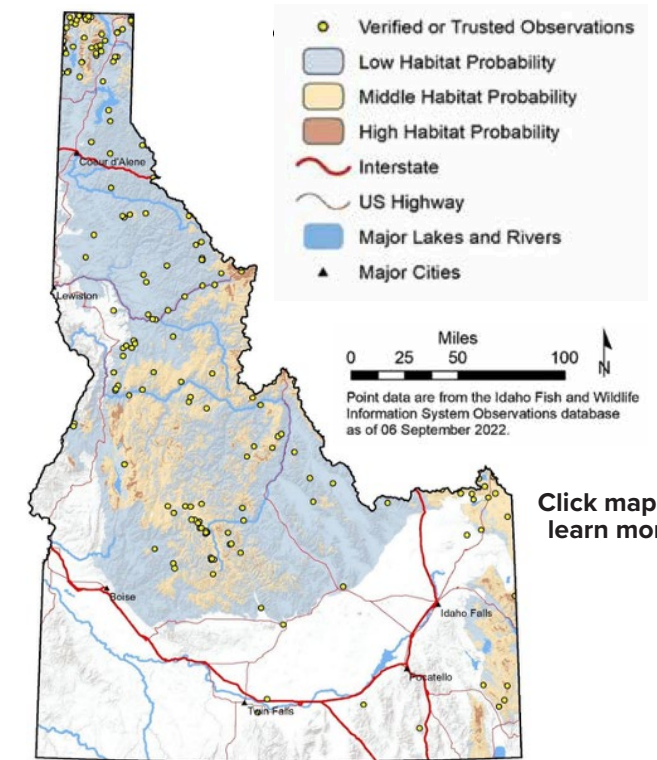 Verified or Trusted Observations
Low Habitat Probability
Middle Habitat Probability
High Habitat Probability
Interstate
US Highway
Major Lakes and Rivers
Major Cities
Miles
0 25 50 100
N
Point data are from the Idaho Fish and Wildlife
Information System Observations database
as of 06 September 2022.
Coeur d'Alene
Lewiston
Click map
learn mor
Boise
Idaho Falls
Pocatello
Twin Falls